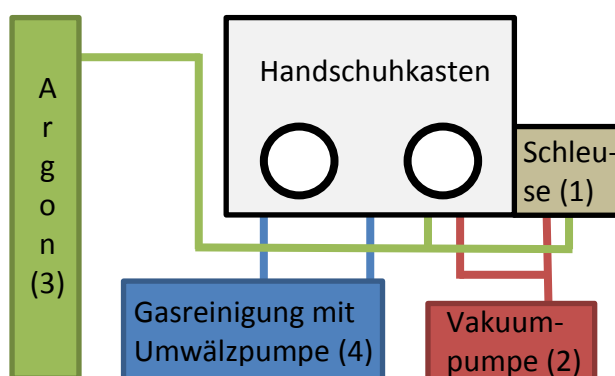 A
r
g
o
n
(3)
Handschuhkasten
Schleu-
se (1)
Gasreinigung mit
Umwälzpumpe (4)
Vakuum-
pumpe (2)